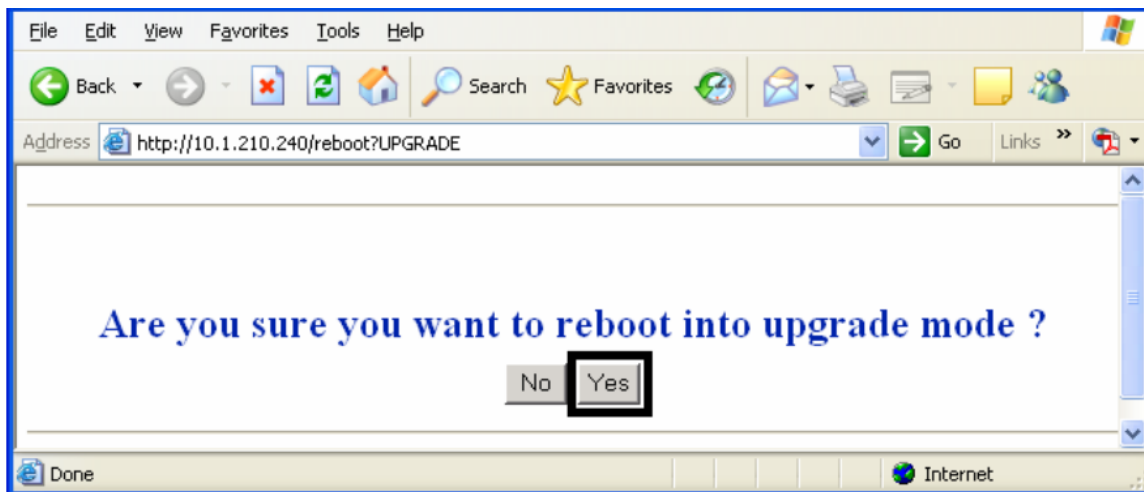 File Edit View Favorites Tools Help
Back Search Favorites
Address http://10.1.210.240/reboot?UPGRADE Go Links »
Are you sure you want to reboot into upgrade mode ?
No Yes
Done Internet